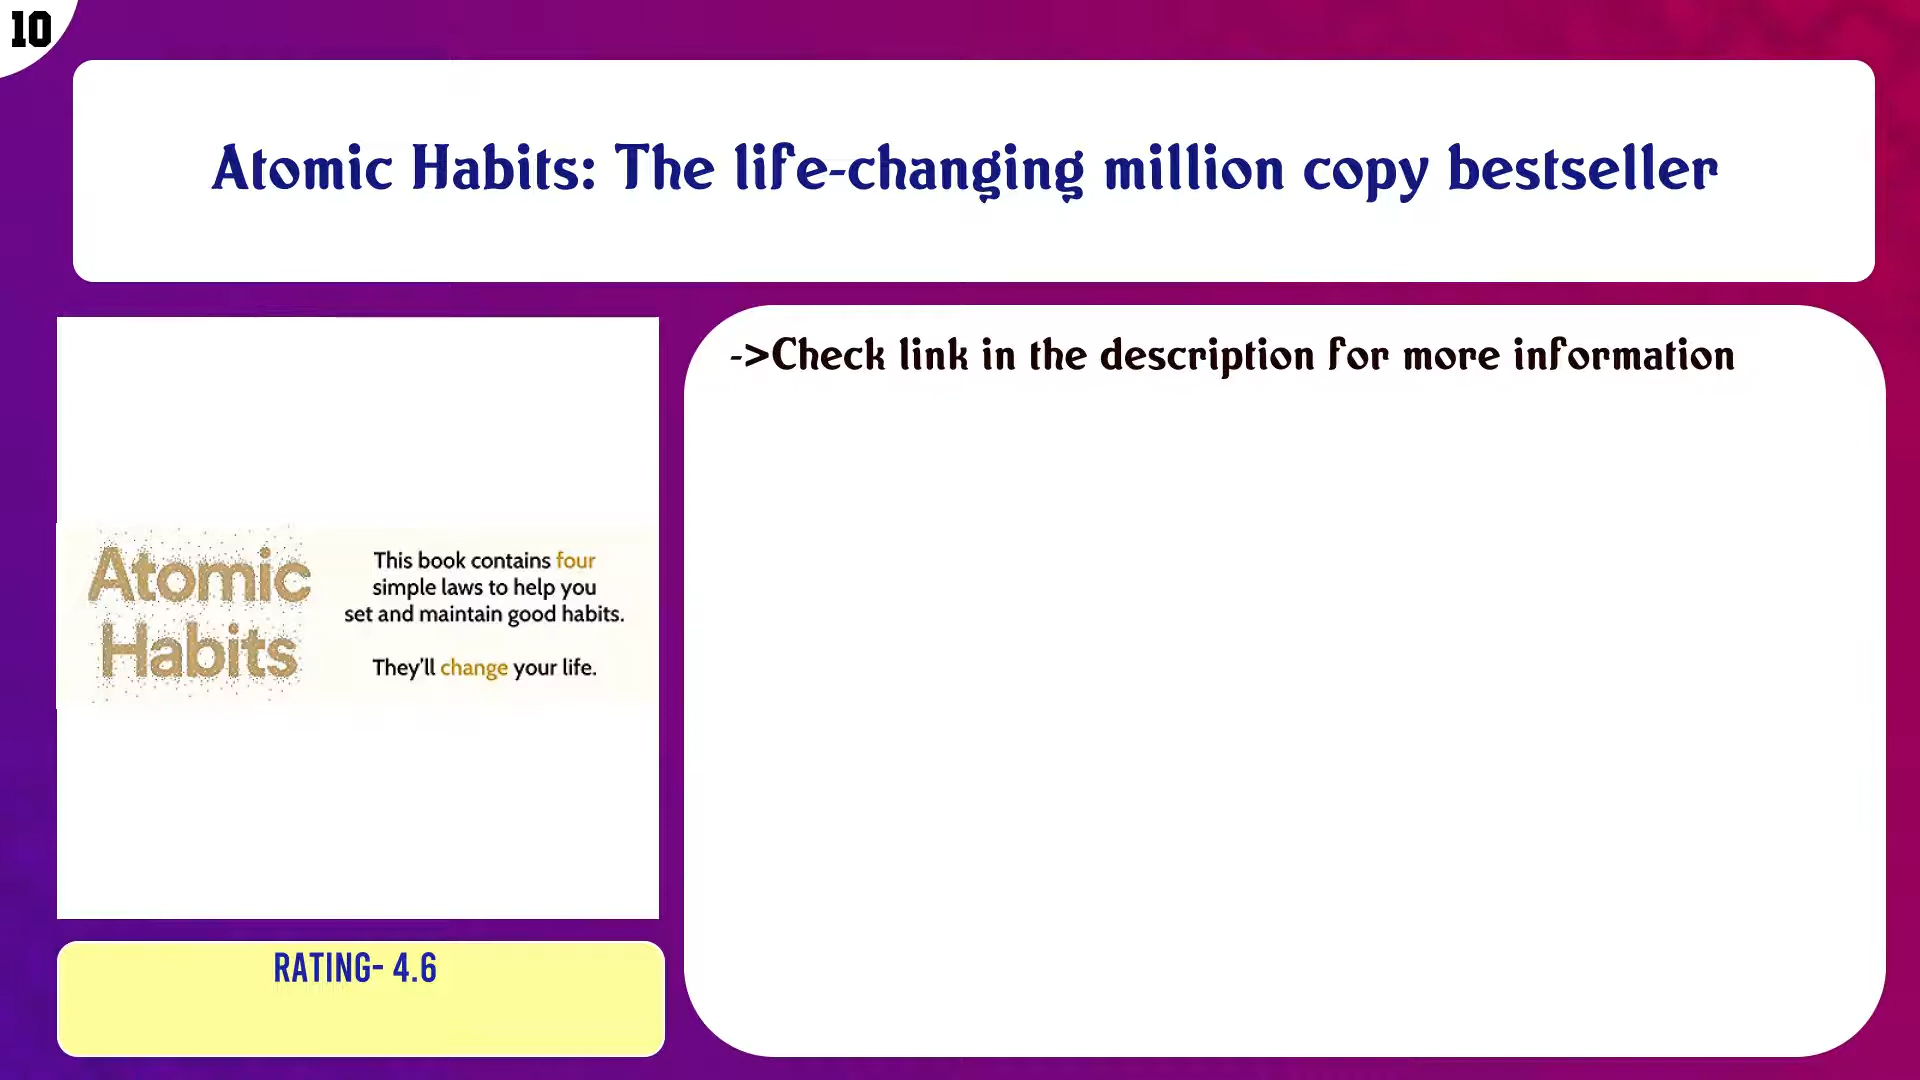 10
Atomic Habits: The life-changing million copy bestseller
->Check link in the description for more information
Atomic
Habits
This book contains four
simple laws to help you
set and maintain good habits.
They'll change your life.
RATING- 4.6